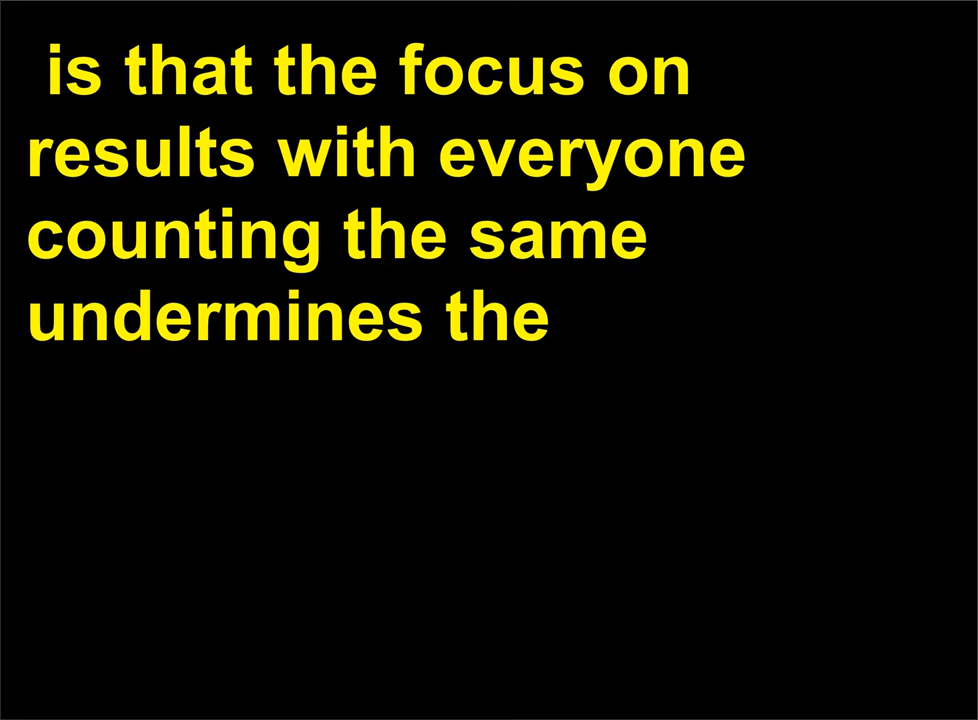 is that the focus on
results with everyone
counting the same
undermines the